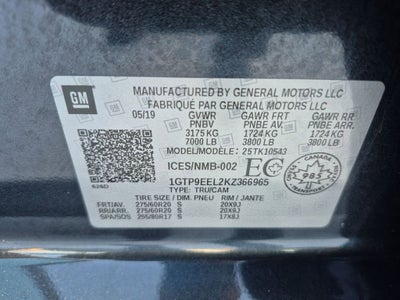 GM
MANUFACTURED BY GENERAL MOTORS LLC
FABRIQUÉ PAR GENERAL MOTORS LLC
05/19 GVWR GAWR FRT GAWR RR
PNBV PNBE AV. PNBE ARR
3175 KG 1724 KG 1724 KG
7000 LB 3800 LB 3800 LB
MODEL/MODELE: 25TK10543
ICES/NMB-002
CANADA
1GTP9EEL2KZ366965
TYPE: TRU/CAM
TIRE SIZE / DIM. PNEU RIM / JANTE
FRT/AV. 275/60R20 S 20X9J
RR/ARR. 275/60R20 S 20X9J
SPA/SOS 255/80R17 S 17X8J